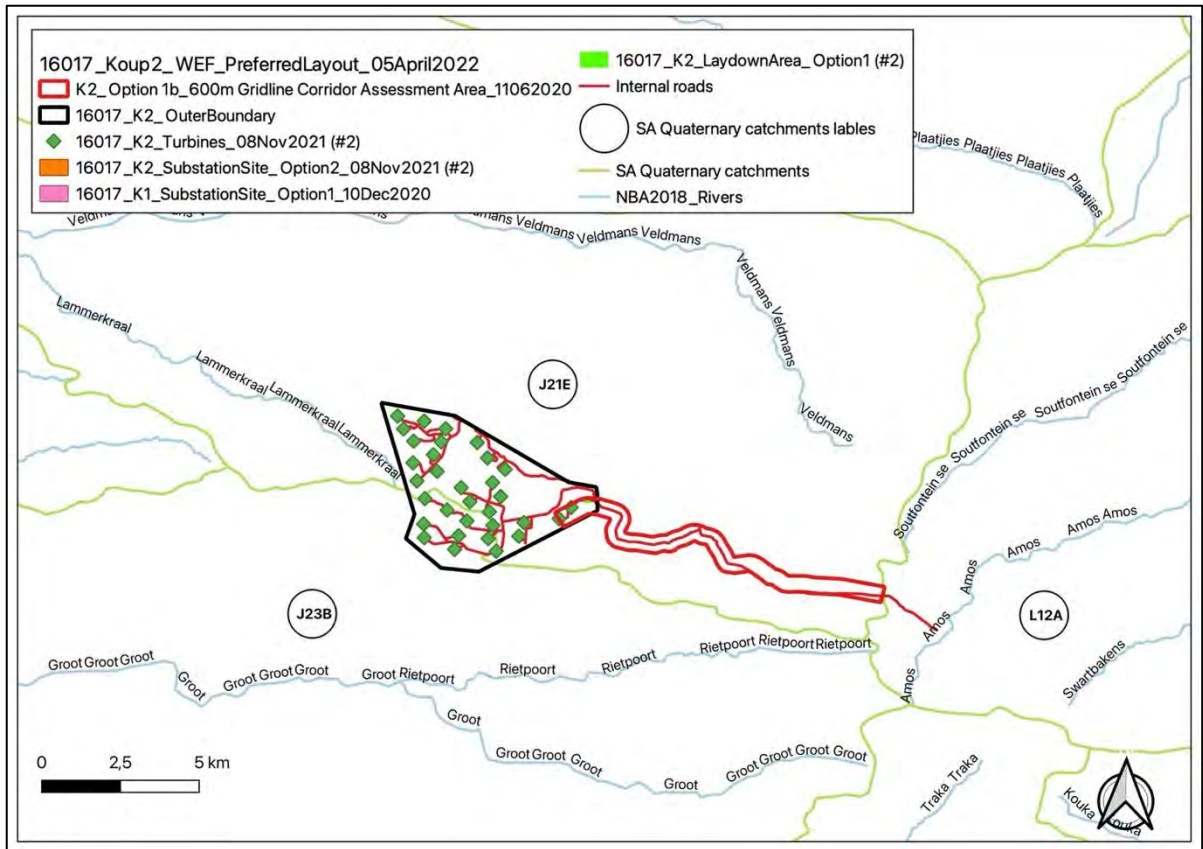 16017_Koup2_WEF_PreferredLayout_05April2022
K2_Option 1b_600m Gridline Corridor Assessment Area_11062020
16017_K2_OuterBoundary
16017_K2_Turbines_08Nov2021 (#2)
16017_K2_SubstationSite_Option2_08Nov2021 (#2)
16017_K1_SubstationSite_Option1_10Dec2020
16017_K2_LaydownArea_Option1 (#2)
Internal roads
SA Quaternary catchments lables
SA Quaternary catchments
NBA2018_Rivers
Plaatjies Plaatjies Plaatjies Plaatjies
Veldmans Veldmans Veldmans Veldmans
Veldmans Veldmans
Veldmans
Lammerkraal
Lammerkraal
Lammerkraal
Lammerkraal
J21E
Soutfontein se Soutfontein se
Soutfontein se
Soutfontein se
Amos Amos
Amos
Amos
Amos
Amos
J23B
L12A
Swartbakens
Groot Groot Groot
Groot
Groot Groot Groot
Groot Rietpoort
Rietpoort
Rietpoort
Rietpoort Rietpoort Rietpoort
Groot
Groot Groot Groot
Groot
Groot Groot Groot Groot
Traka Traka
Kouka Kouka
0 2,5 5 km